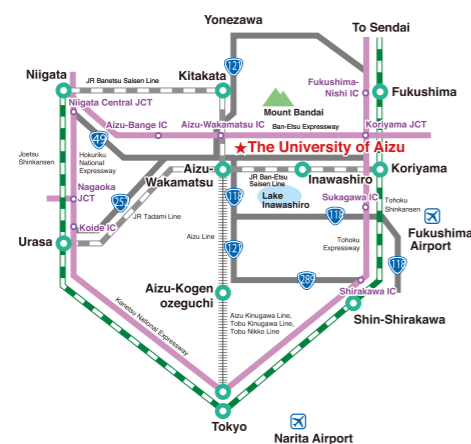 Yonezawa
To Sendai
121
Niigata
JR Banetsu Saisen Line
Kitakata
Fukushima-
Nishi IC
Fukushima
Niigata Central JCT
Mount Bandai
49
Aizu-Bange IC
Aizu-Wakamatsu IC
Ban-Etsu Expressway
Koriyama JCT
★The University of Aizu
Joetsu
Shinkansen
Hokuriku
National
Expressway
Aizu-
Wakamatsu
JR Ban-Etsu
Saisen Line
Inawashiro
Koriyama
Nagaoka
JCT
252
118
Lake
Inawashiro
Sukagawa IC
Tohoku
Shinkansen
JR Tadami Line
118
Koide IC
Urasa
Aizu Line
121
Tohoku
Expressway
Fukushima
Airport
118
289
Shirakawa IC
Aizu-Kogen
ozeguchi
Kanetsu National Expressway
Aizu Kinugawa Line,
Tobu Kinugawa Line,
Tobu Nikko Line
Shin-Shirakawa
Tokyo
Narita Airport